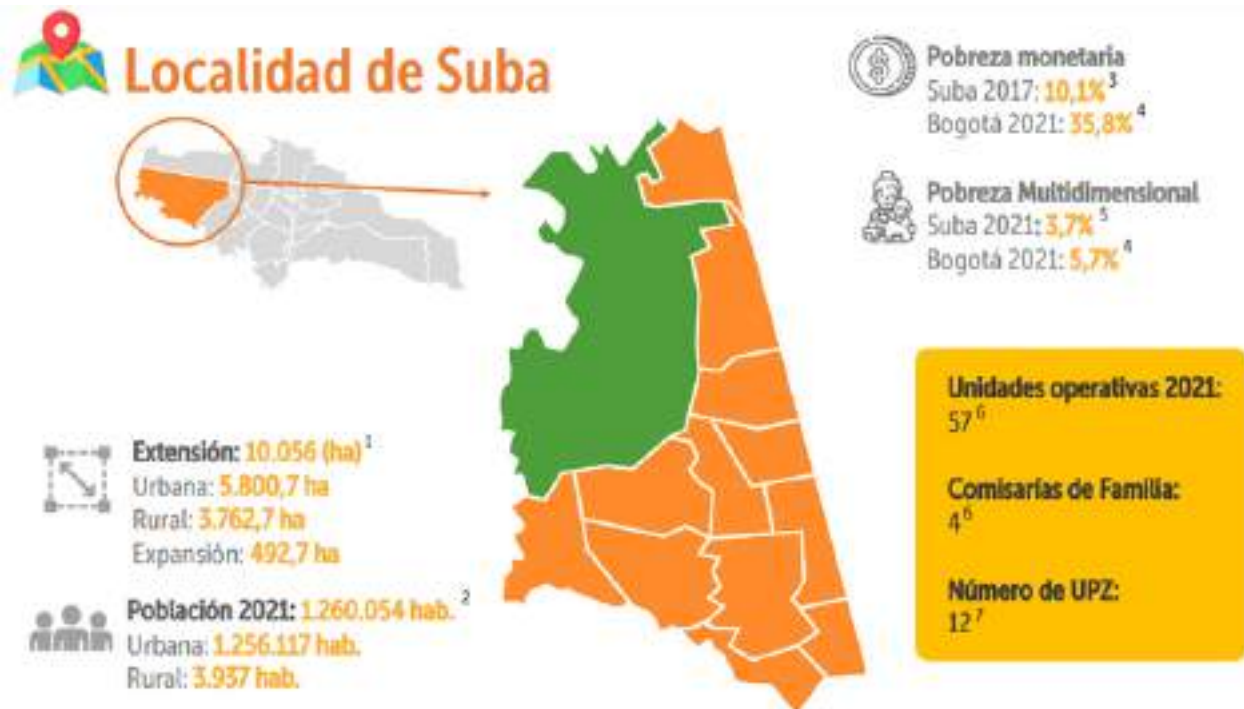 Localidad de Suba
Pobreza monetaria
Suba 2017: 10,1% 3
Bogotá 2021: 35,8% 4
Pobreza Multidimensional
Suba 2021: 3,7% 5
Bogotá 2021: 5,7% 4
Extensión: 10.056 (ha) 1
Urbana: 5.800,7 ha
Rural: 3.762,7 ha
Expansión: 492,7 ha
Población 2021: 1.260.054 hab. 2
Urbana: 1.256.117 hab.
Rural: 3.937 hab.
Unidades operativas 2021:
57 6
Comisarías de Familia:
4 6
Número de UPZ:
12 7